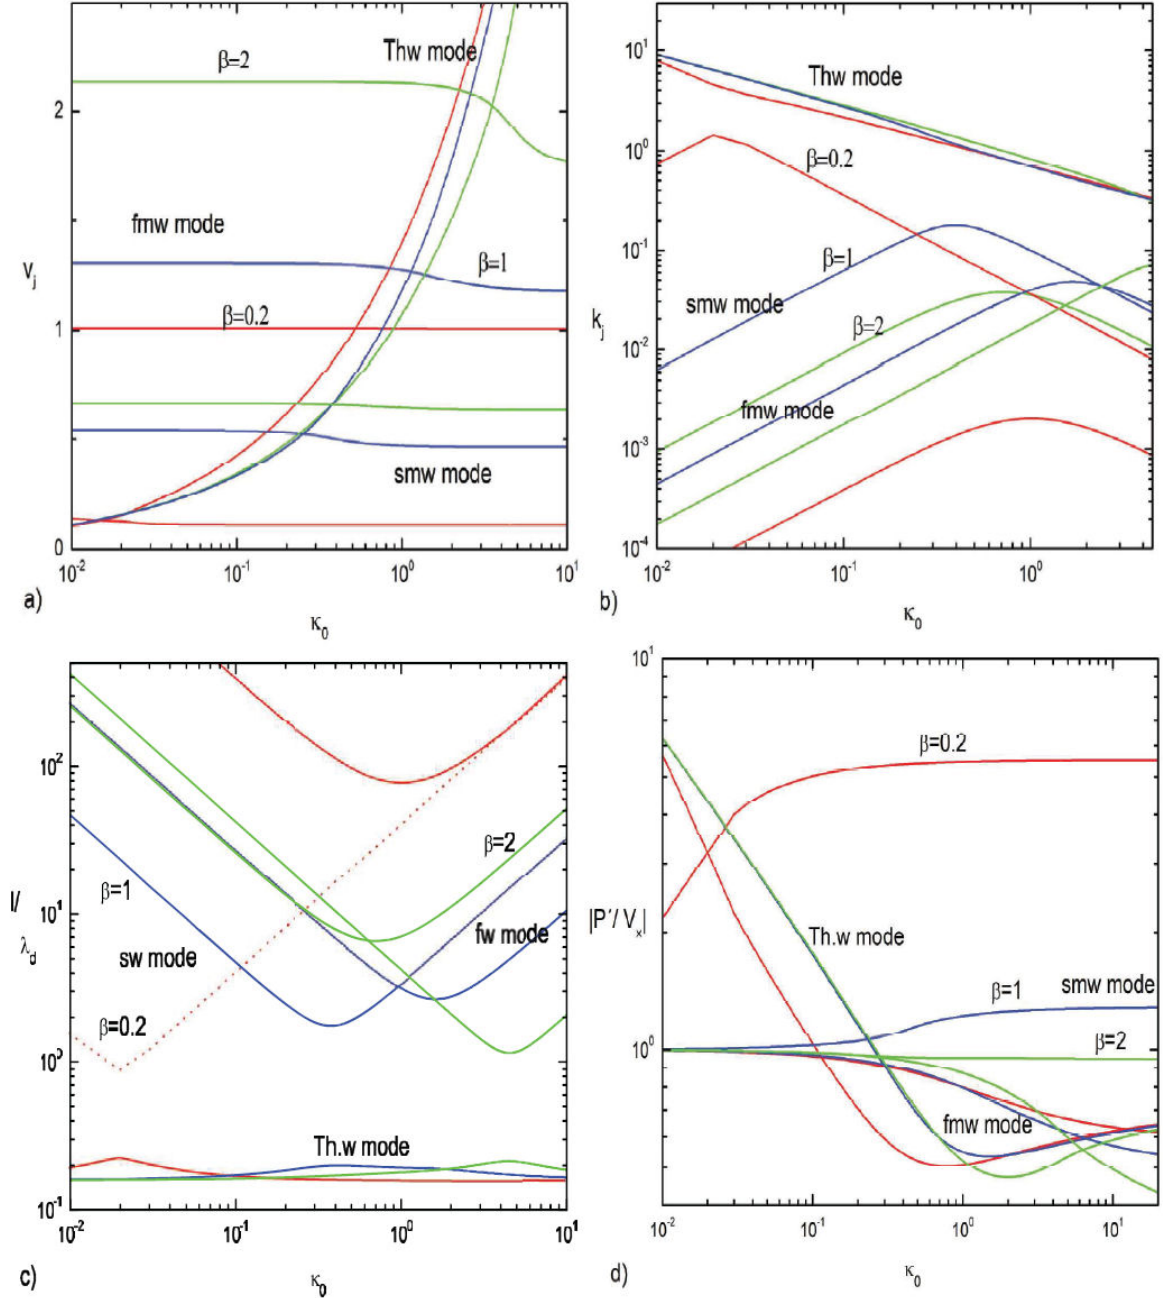 Thw mode
β=2
2
fmw mode
β=1
v_j
β=0.2
1
smw mode
0
10^-2 10^-1 10^0 10^1
a)
κ_0
10^1
Thw mode
10^0
β=0.2
10^-1
β=1
smw mode
k_j
β=2
10^-2
fmw mode
10^-3
10^-4
10^-2 10^-1 10^0
b)
κ_0
10^2
β=2
β=1
l/
λ_d
10^1
fw mode
sw mode
β=0.2
10^0
Th.w mode
10^-1
10^-2 10^-1 10^0 10^1
c)
κ_0
10^1
β=0.2
|P'/V_x|
Th.w mode
smw mode
β=1
β=2
10^0
fmw mode
10^-2 10^-1 10^0 10^1
d)
κ_0